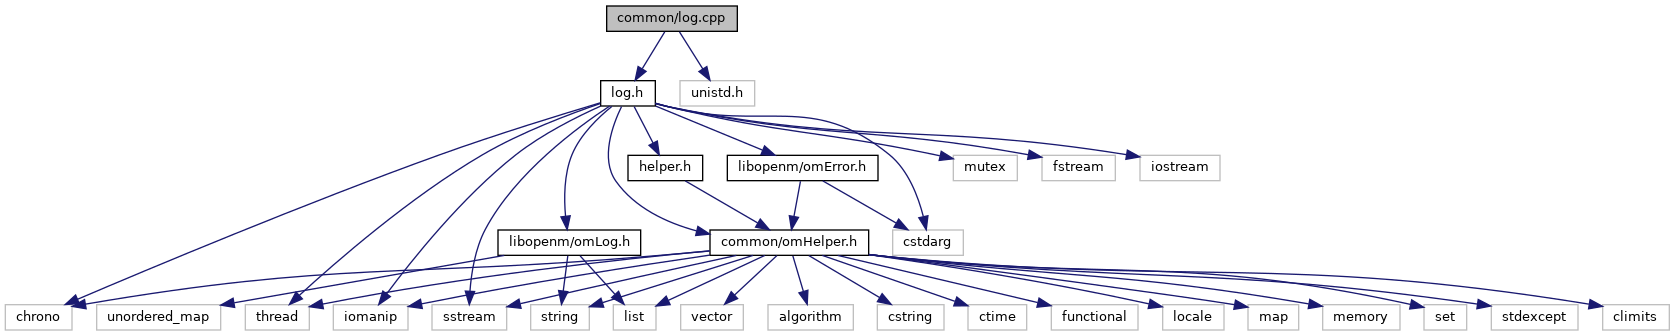 common/log.cpp
log.h
unistd.h
helper.h
libopenm/omError.h
mutex
fstream
iostream
libopenm/omLog.h
common/omHelper.h
cstdarg
chrono
unordered_map
thread
iomanip
sstream
string
list
vector
algorithm
cstring
ctime
functional
locale
map
memory
set
stdexcept
climits